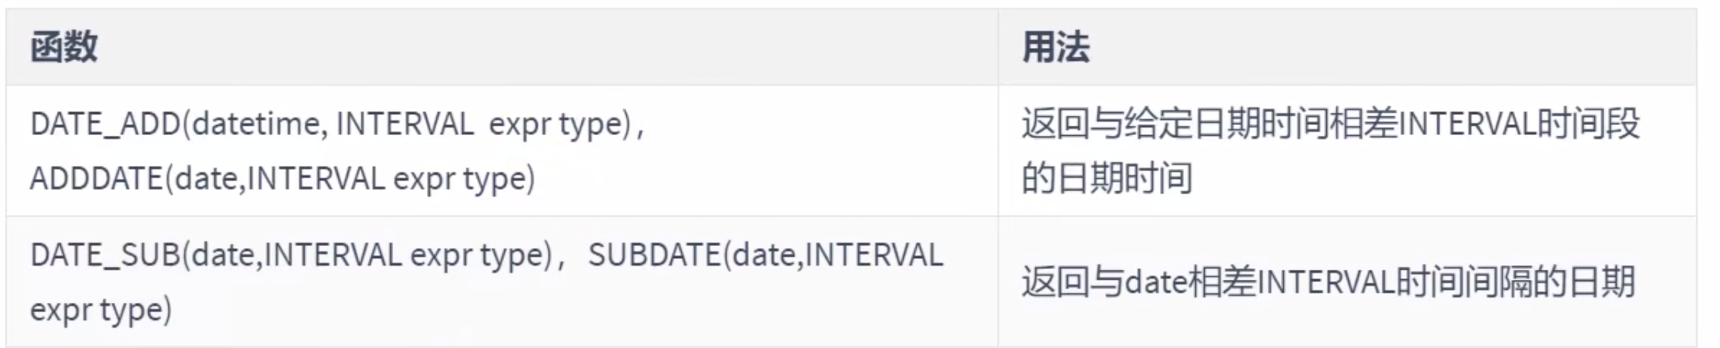 函数
用法
DATE_ADD(datetime, INTERVAL expr type)，
ADDDATE(date,INTERVAL expr type)
返回与给定日期时间相差INTERVAL时间段
的日期时间
DATE_SUB(date,INTERVAL expr type)，SUBDATE(date,INTERVAL
expr type)
返回与date相差INTERVAL时间间隔的日期